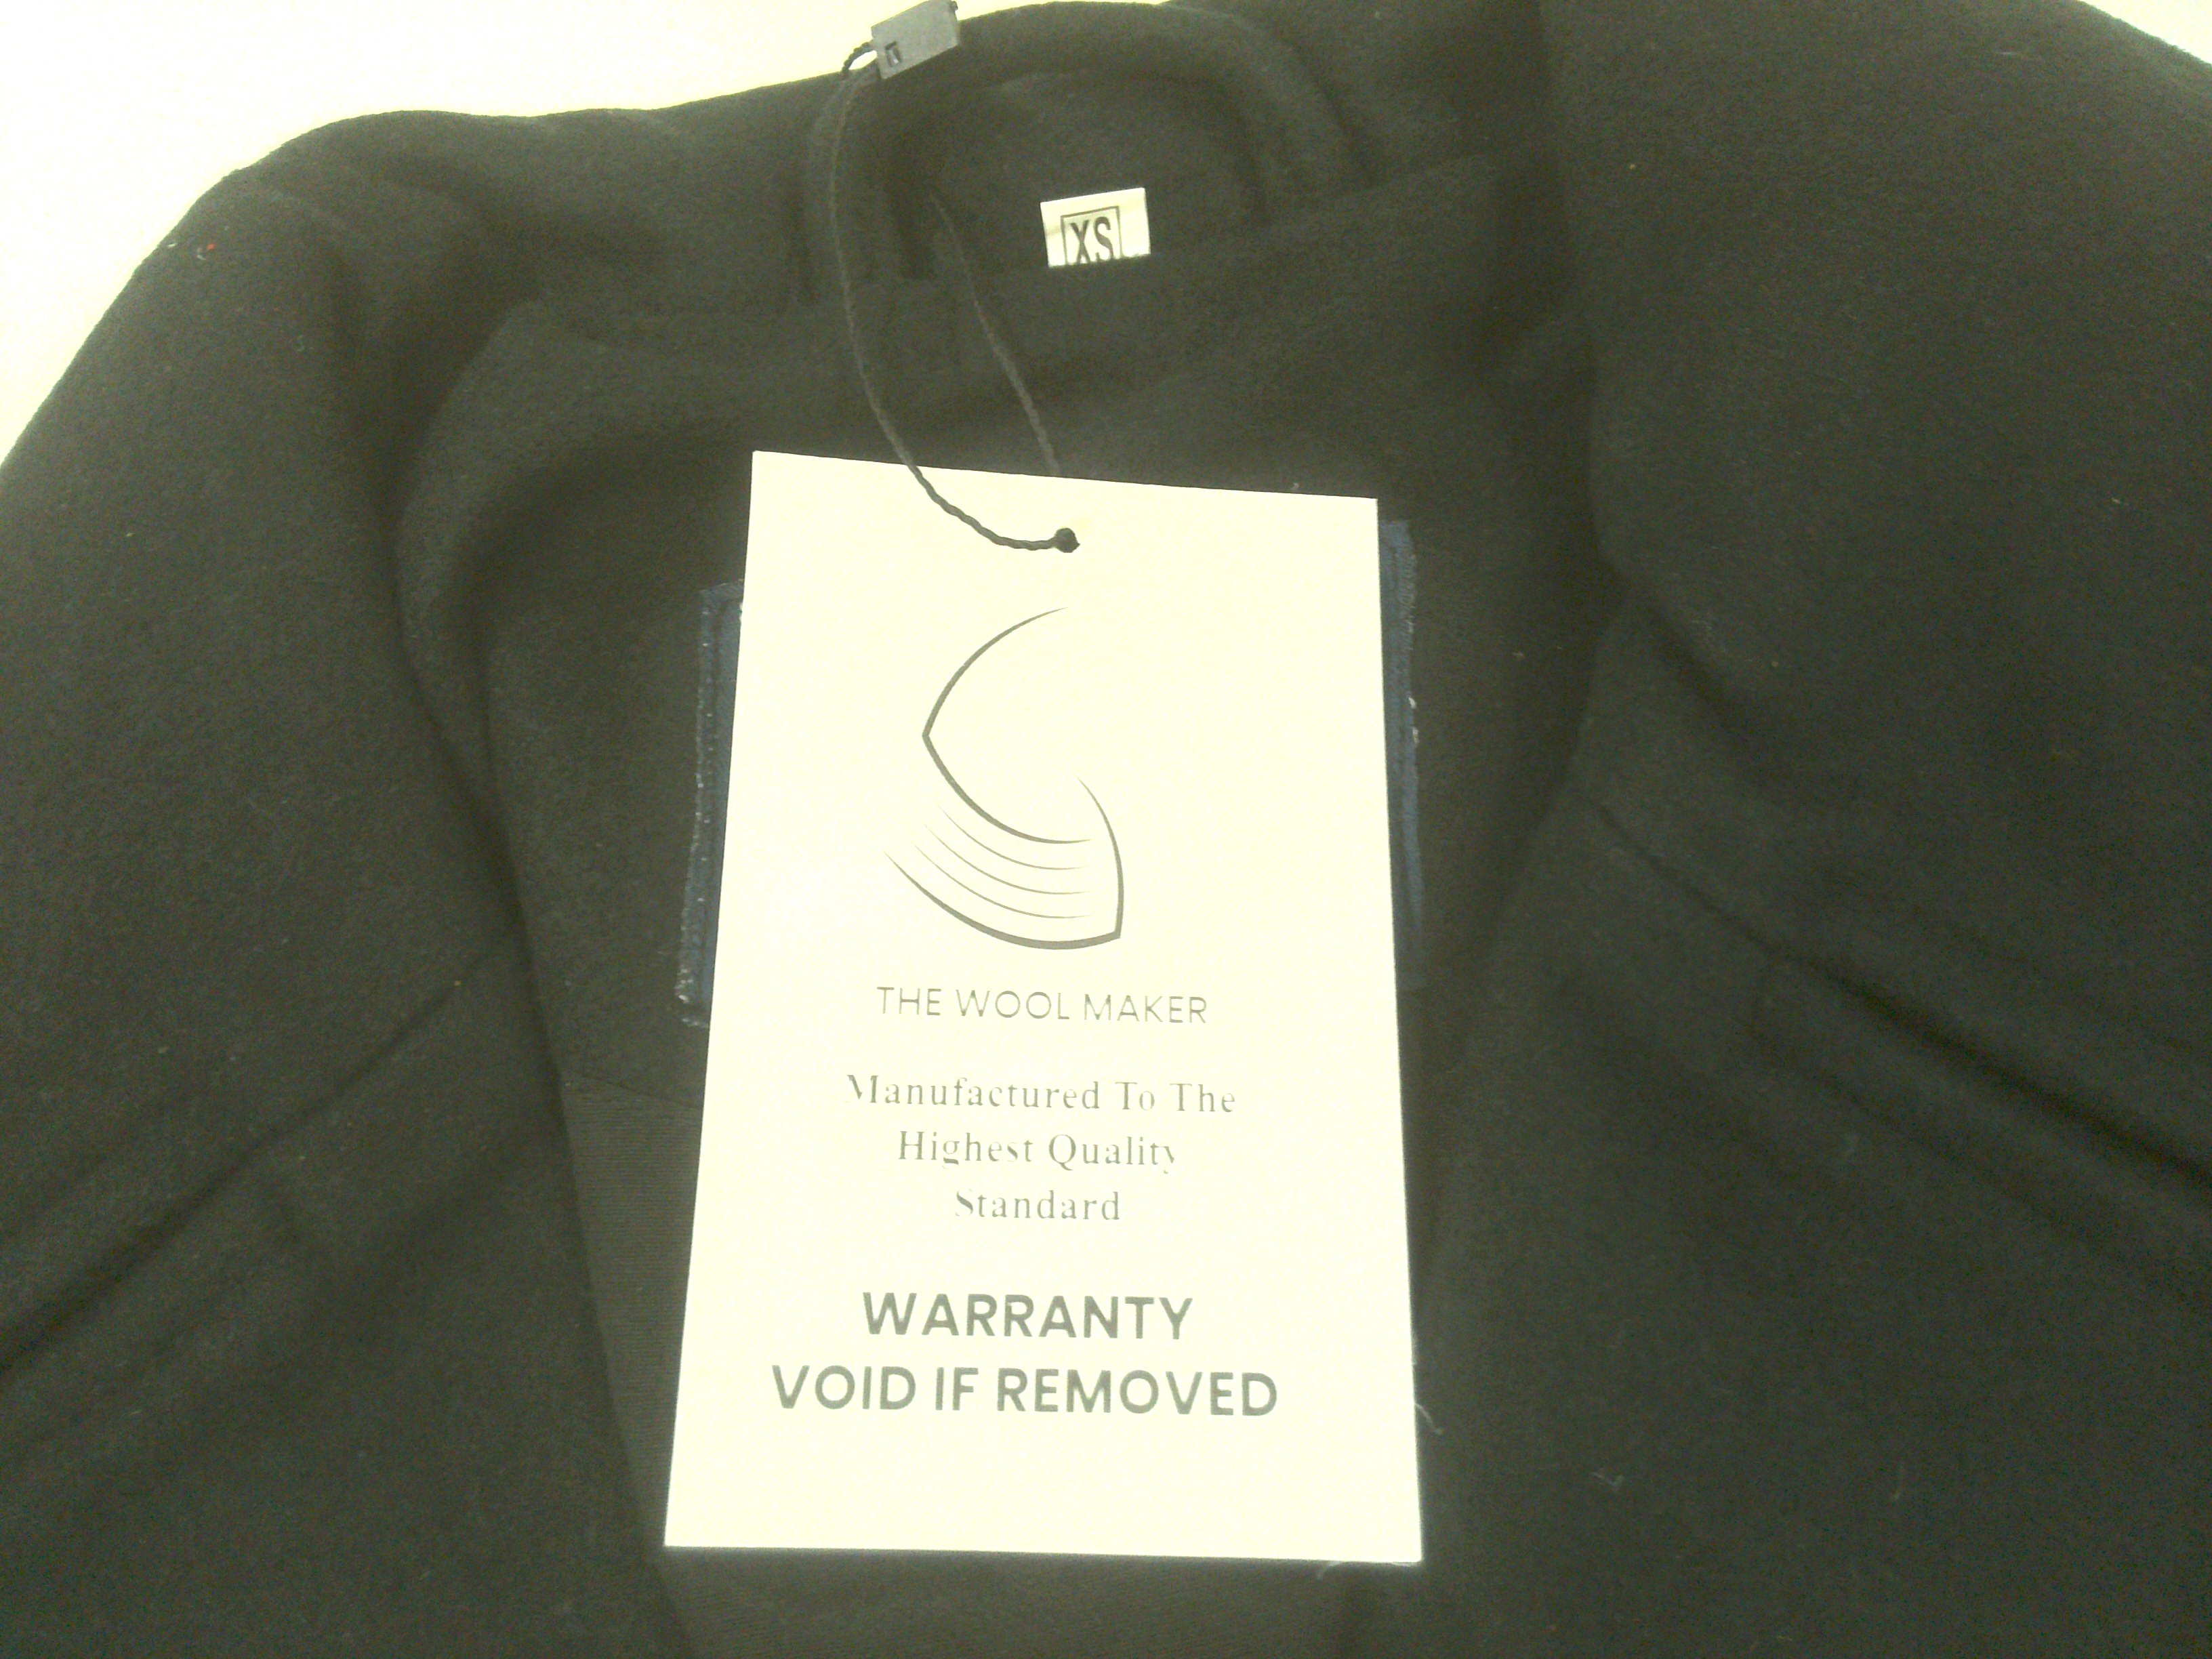 XS
THE WOOL MAKER
Manufactured To The
Highest Quality
Standard
WARRANTY
VOID IF REMOVED